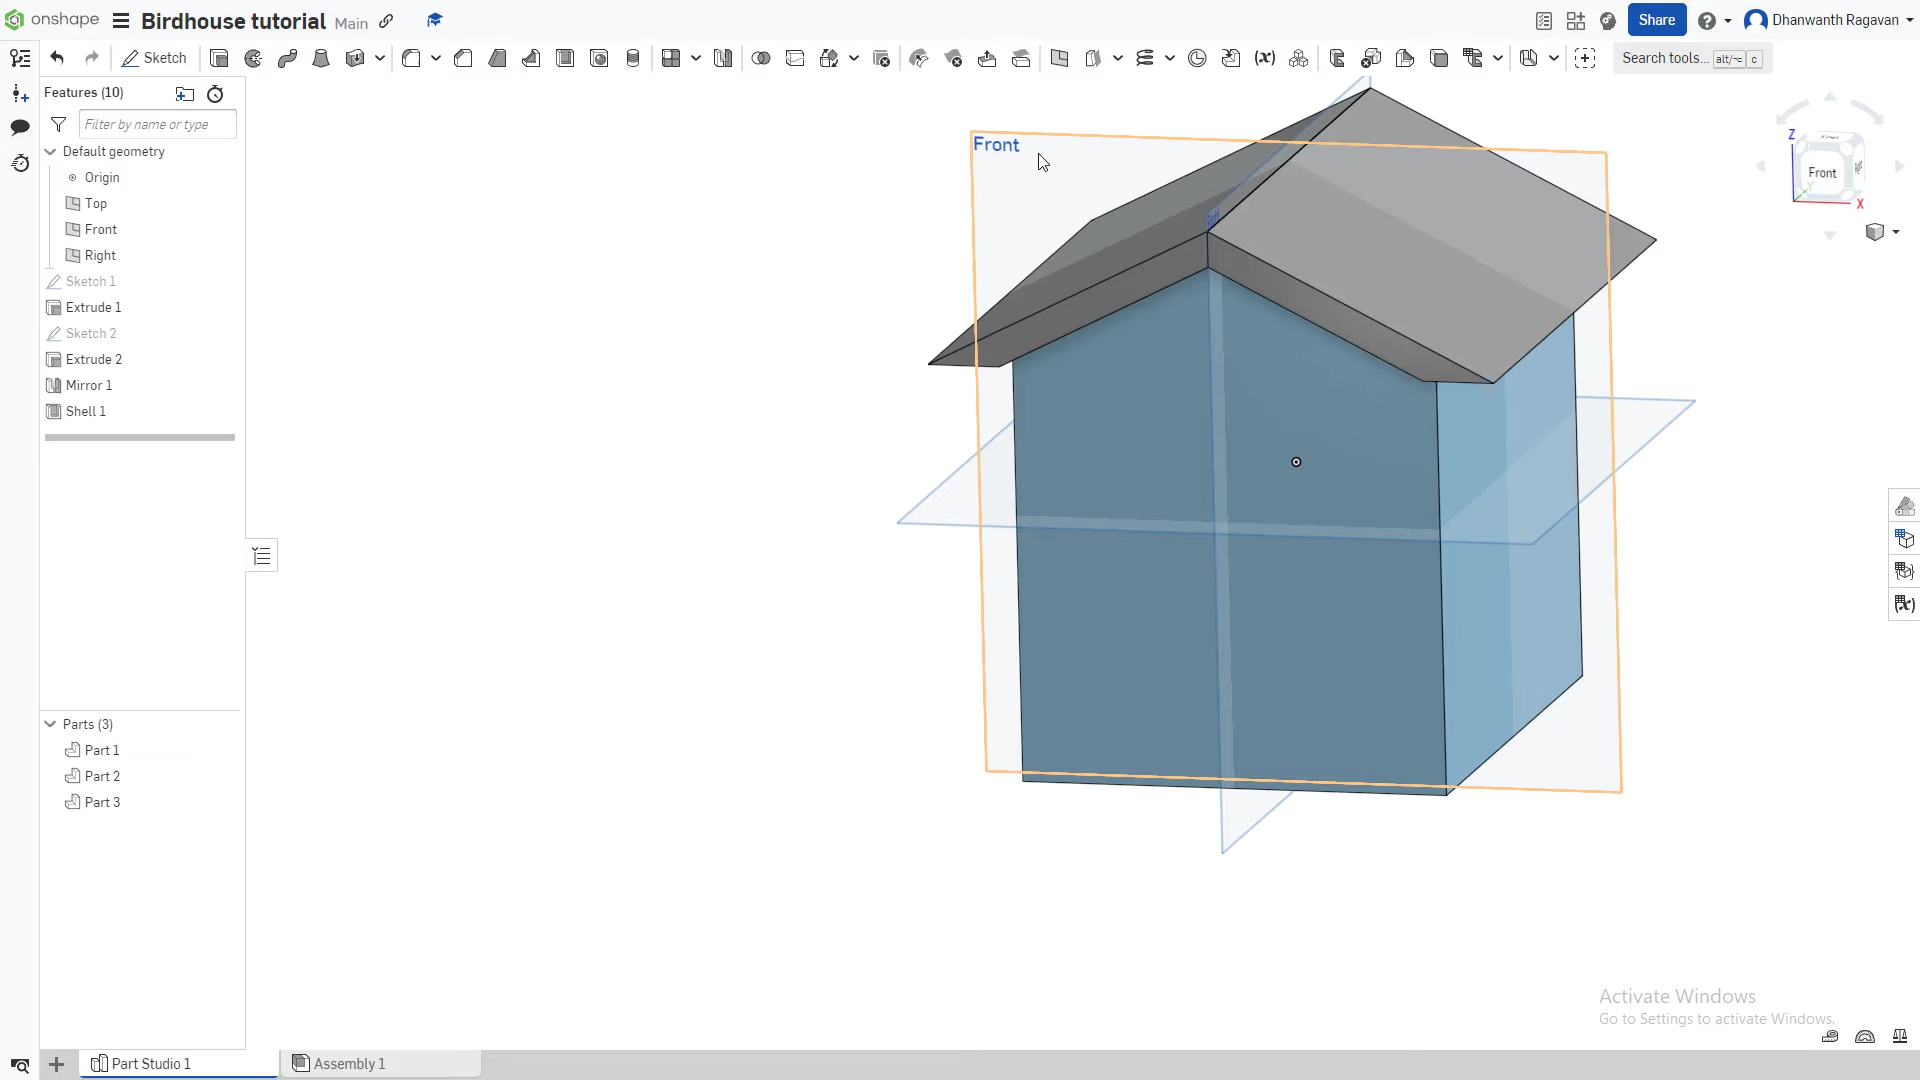 onshape Birdhouse tutorial Main Share Dhanwanth Ragavan
Sketch (x) Search tools... alt/⌥ c
Features (10)
Filter by name or type
Default geometry
Origin
Top
Front
Right
Sketch 1
Extrude 1
Sketch 2
Extrude 2
Mirror 1
Shell 1
Parts (3)
Part 1
Part 2
Part 3
Front
Right
Z
Top
Front
Right
Y
X
(x)
Activate Windows
Go to Settings to activate Windows.
Part Studio 1 Assembly 1